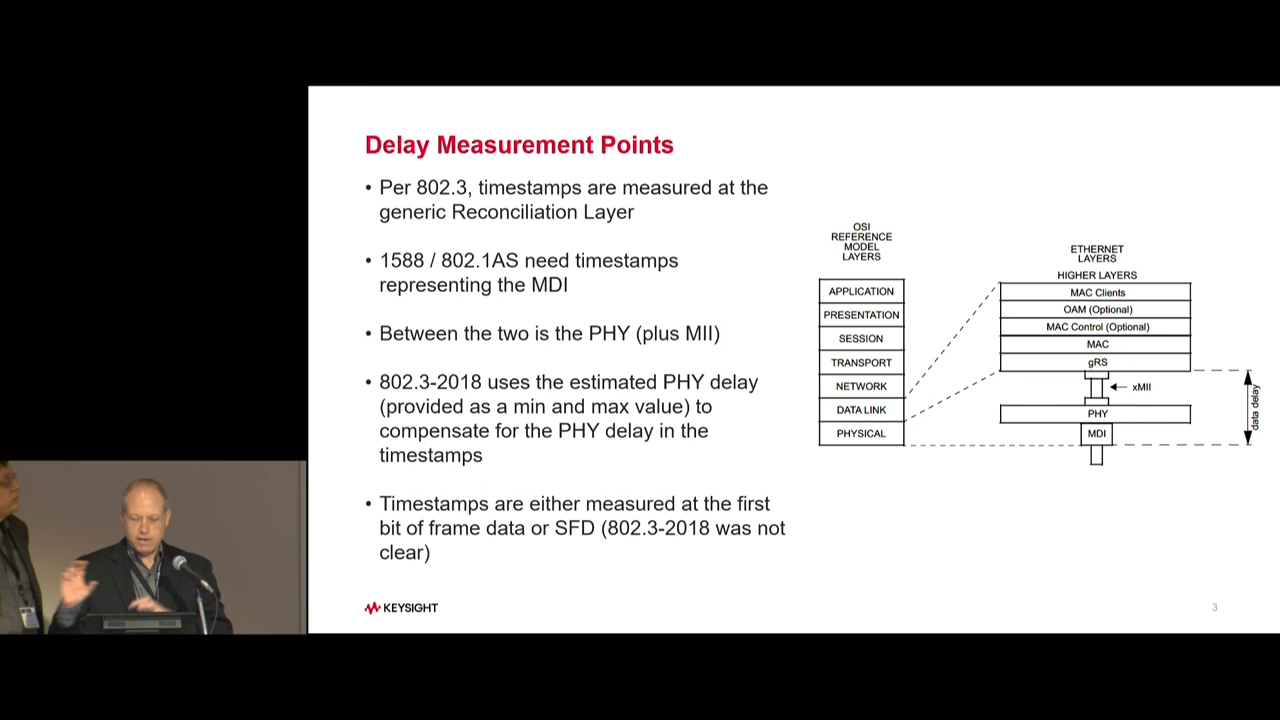 Delay Measurement Points
• Per 802.3, timestamps are measured at the
generic Reconciliation Layer
• 1588 / 802.1AS need timestamps
representing the MDI
• Between the two is the PHY (plus MII)
• 802.3-2018 uses the estimated PHY delay
(provided as a min and max value) to
compensate for the PHY delay in the
timestamps
• Timestamps are either measured at the first
bit of frame data or SFD (802.3-2018 was not
clear)
OSI
REFERENCE
MODEL
LAYERS
APPLICATION
PRESENTATION
SESSION
TRANSPORT
NETWORK
DATA LINK
PHYSICAL
ETHERNET
LAYERS
HIGHER LAYERS
MAC Clients
OAM (Optional)
MAC Control (Optional)
MAC
gRS
xMII
PHY
MDI
data delay
KEYSIGHT
3